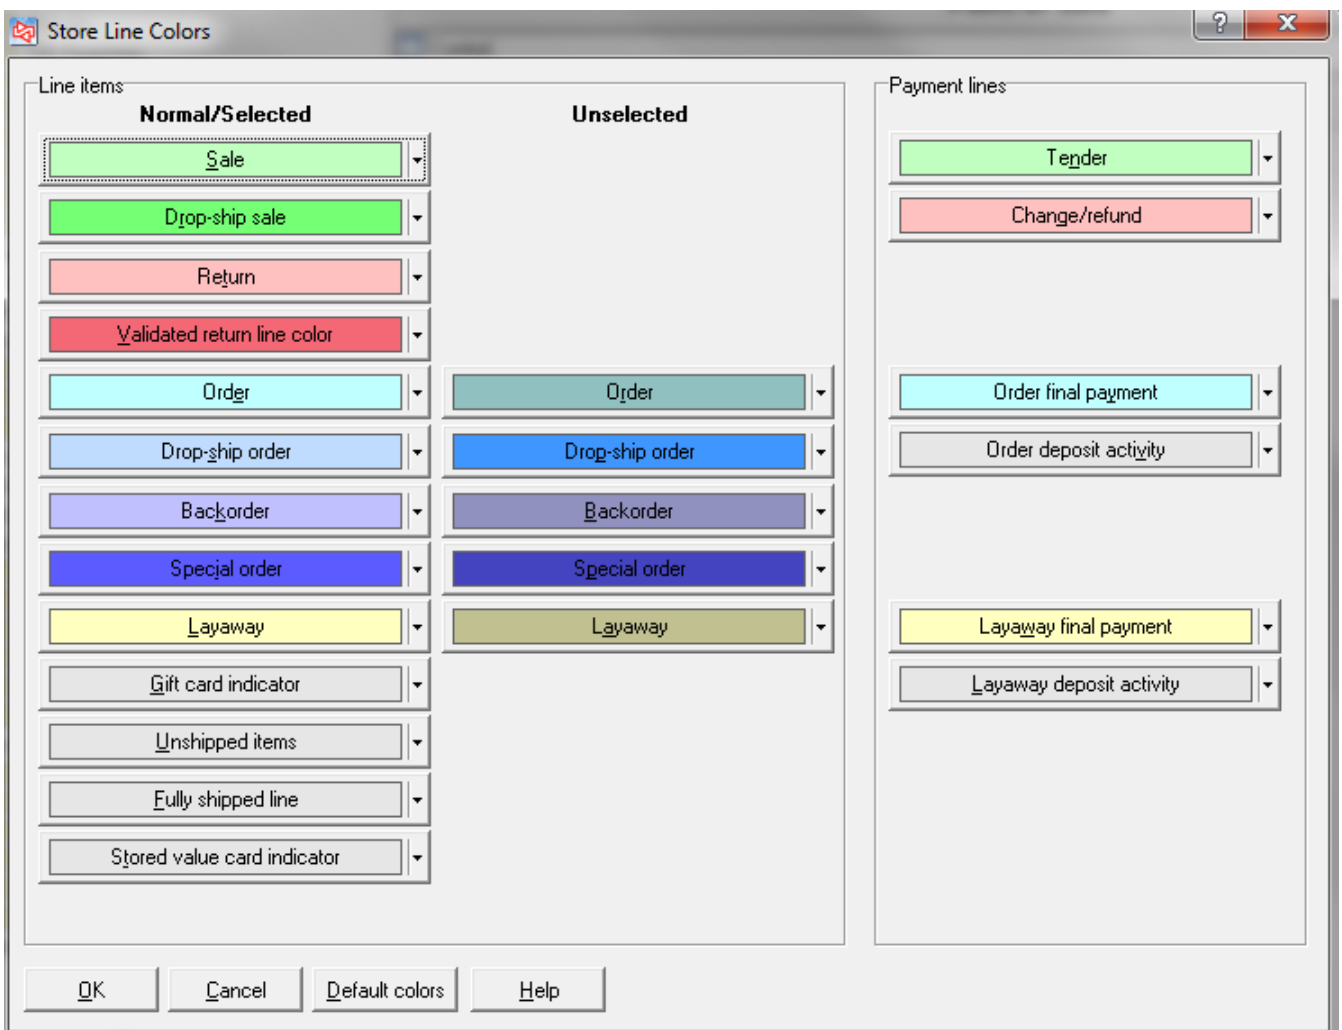 Store Line Colors
?
Line items
Normal/Selected
Unselected
Sale
Drop-ship sale
Return
Validated return line color
Order
Order
Drop-ship order
Drop-ship order
Backorder
Backorder
Special order
Special order
Layaway
Layaway
Gift card indicator
Unshipped items
Fully shipped line
Stored value card indicator
Payment lines
Tender
Change/refund
Order final payment
Order deposit activity
Layaway final payment
Layaway deposit activity
OK
Cancel
Default colors
Help